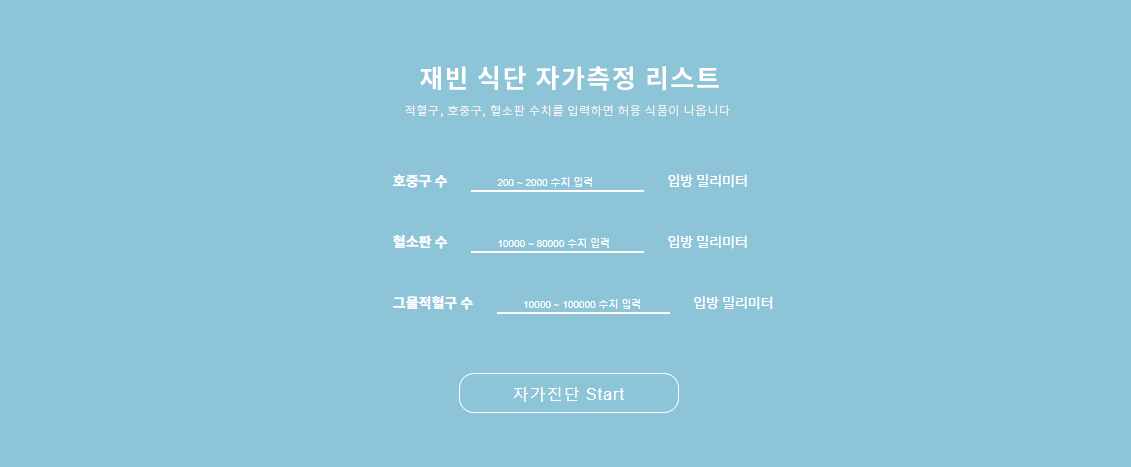 재빈 식단 자가측정 리스트
적혈구, 호중구, 혈소판 수치를 입력하면 허용 식품이 나옵니다
호중구 수 200 ~ 2000 수치 입력 입방 밀리미터
혈소판 수 10000 ~ 80000 수치 입력 입방 밀리미터
그물적혈구 수 10000 ~ 100000 수치 입력 입방 밀리미터
자가진단 Start